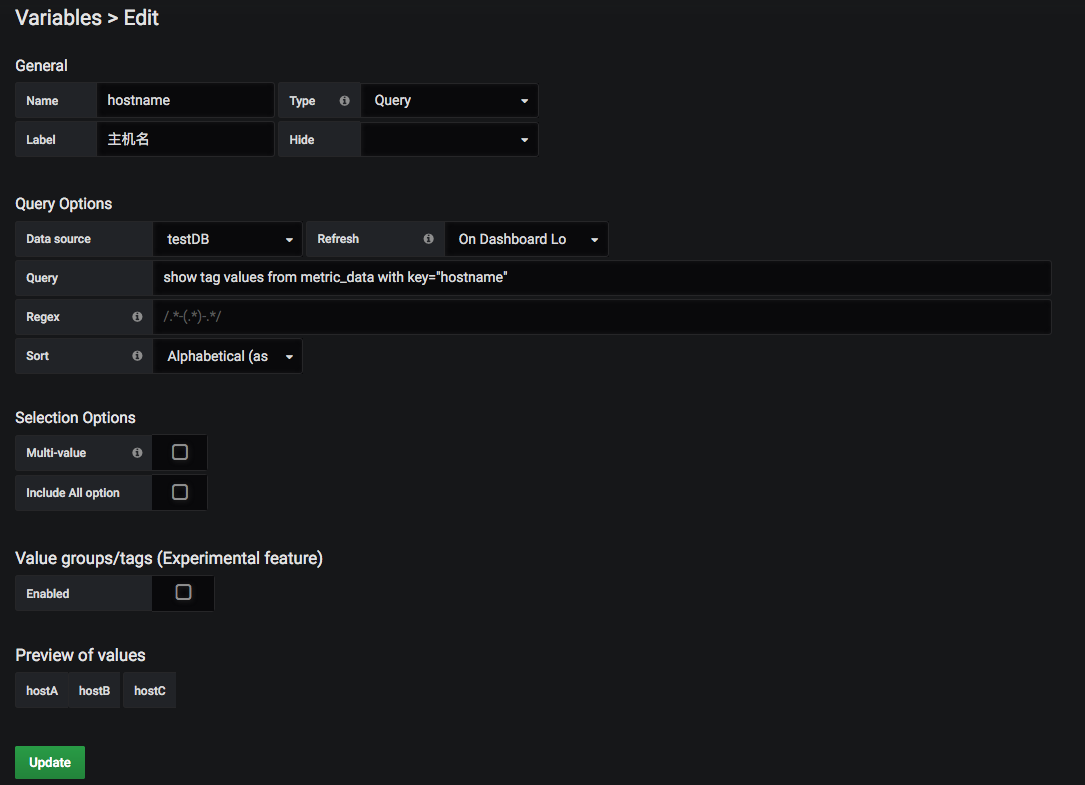 Variables > Edit
General
Name hostname Type Query
Label 主机名 Hide
Query Options
Data source testDB Refresh On Dashboard Lo
Query show tag values from metric_data with key="hostname"
Regex /.*-(.*)-.*/
Sort Alphabetical (as
Selection Options
Multi-value
Include All option
Value groups/tags (Experimental feature)
Enabled
Preview of values
hostA hostB hostC
Update